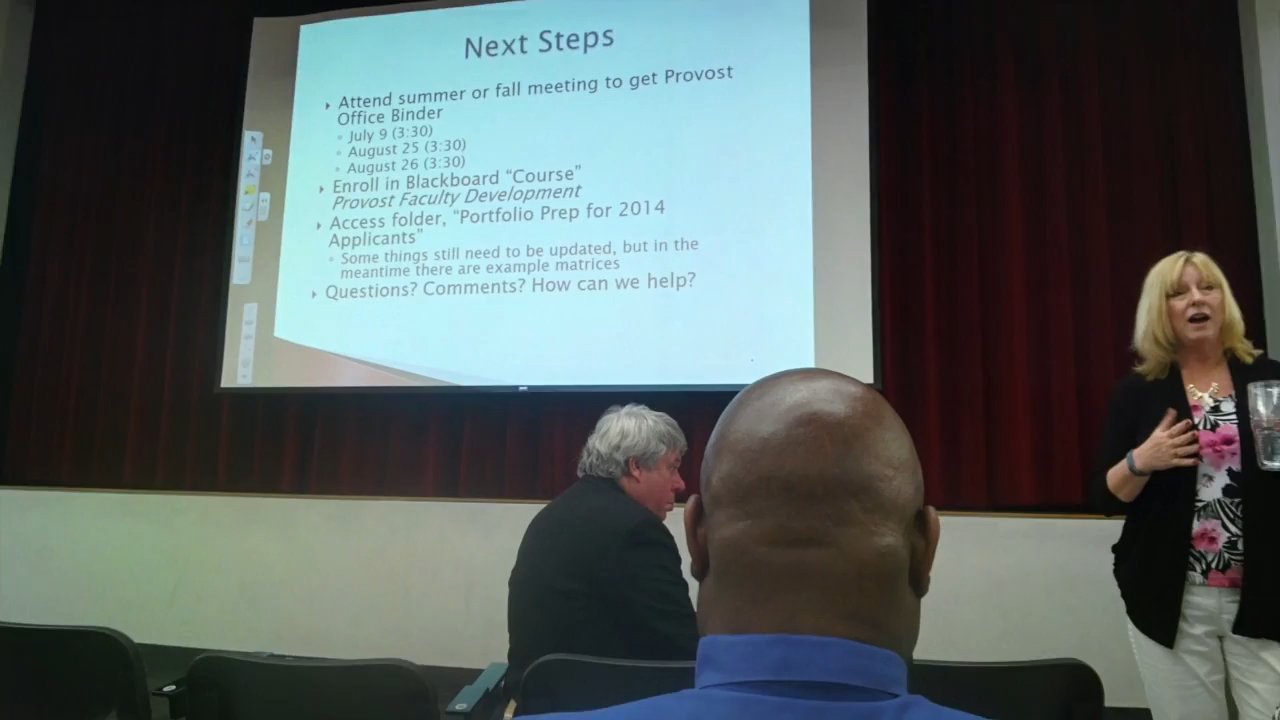 Next Steps
Attend summer or fall meeting to get Provost
Office Binder
July 9 (3:30)
August 25 (3:30)
August 26 (3:30)
Enroll in Blackboard “Course”
Provost Faculty Development
Access folder, “Portfolio Prep for 2014
Applicants”
Some things still need to be updated, but in the
meantime there are example matrices
Questions? Comments? How can we help?